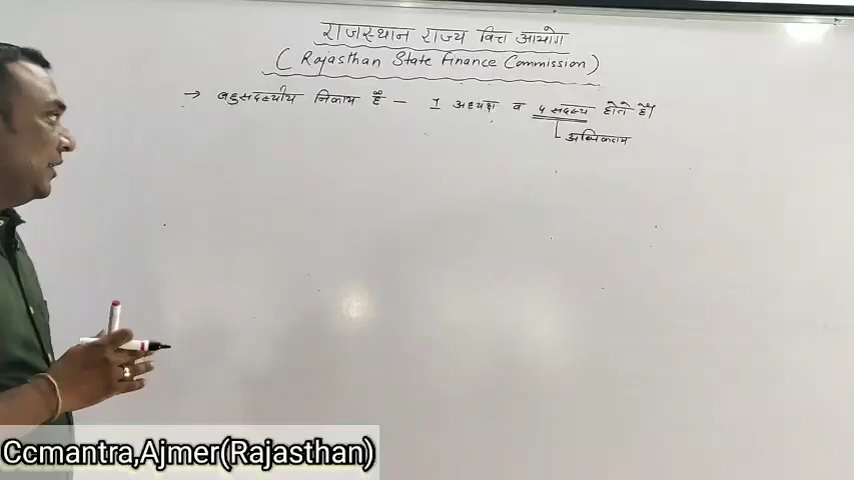 राजस्थान राज्य वित्त आयोग
( Rajasthan State Finance Commission )
→ बहुसदस्यीय निकाय है – 1 अध्यक्ष व 4 सदस्य होते हैं।
अधिकतम
Ccmantra,Ajmer(Rajasthan)